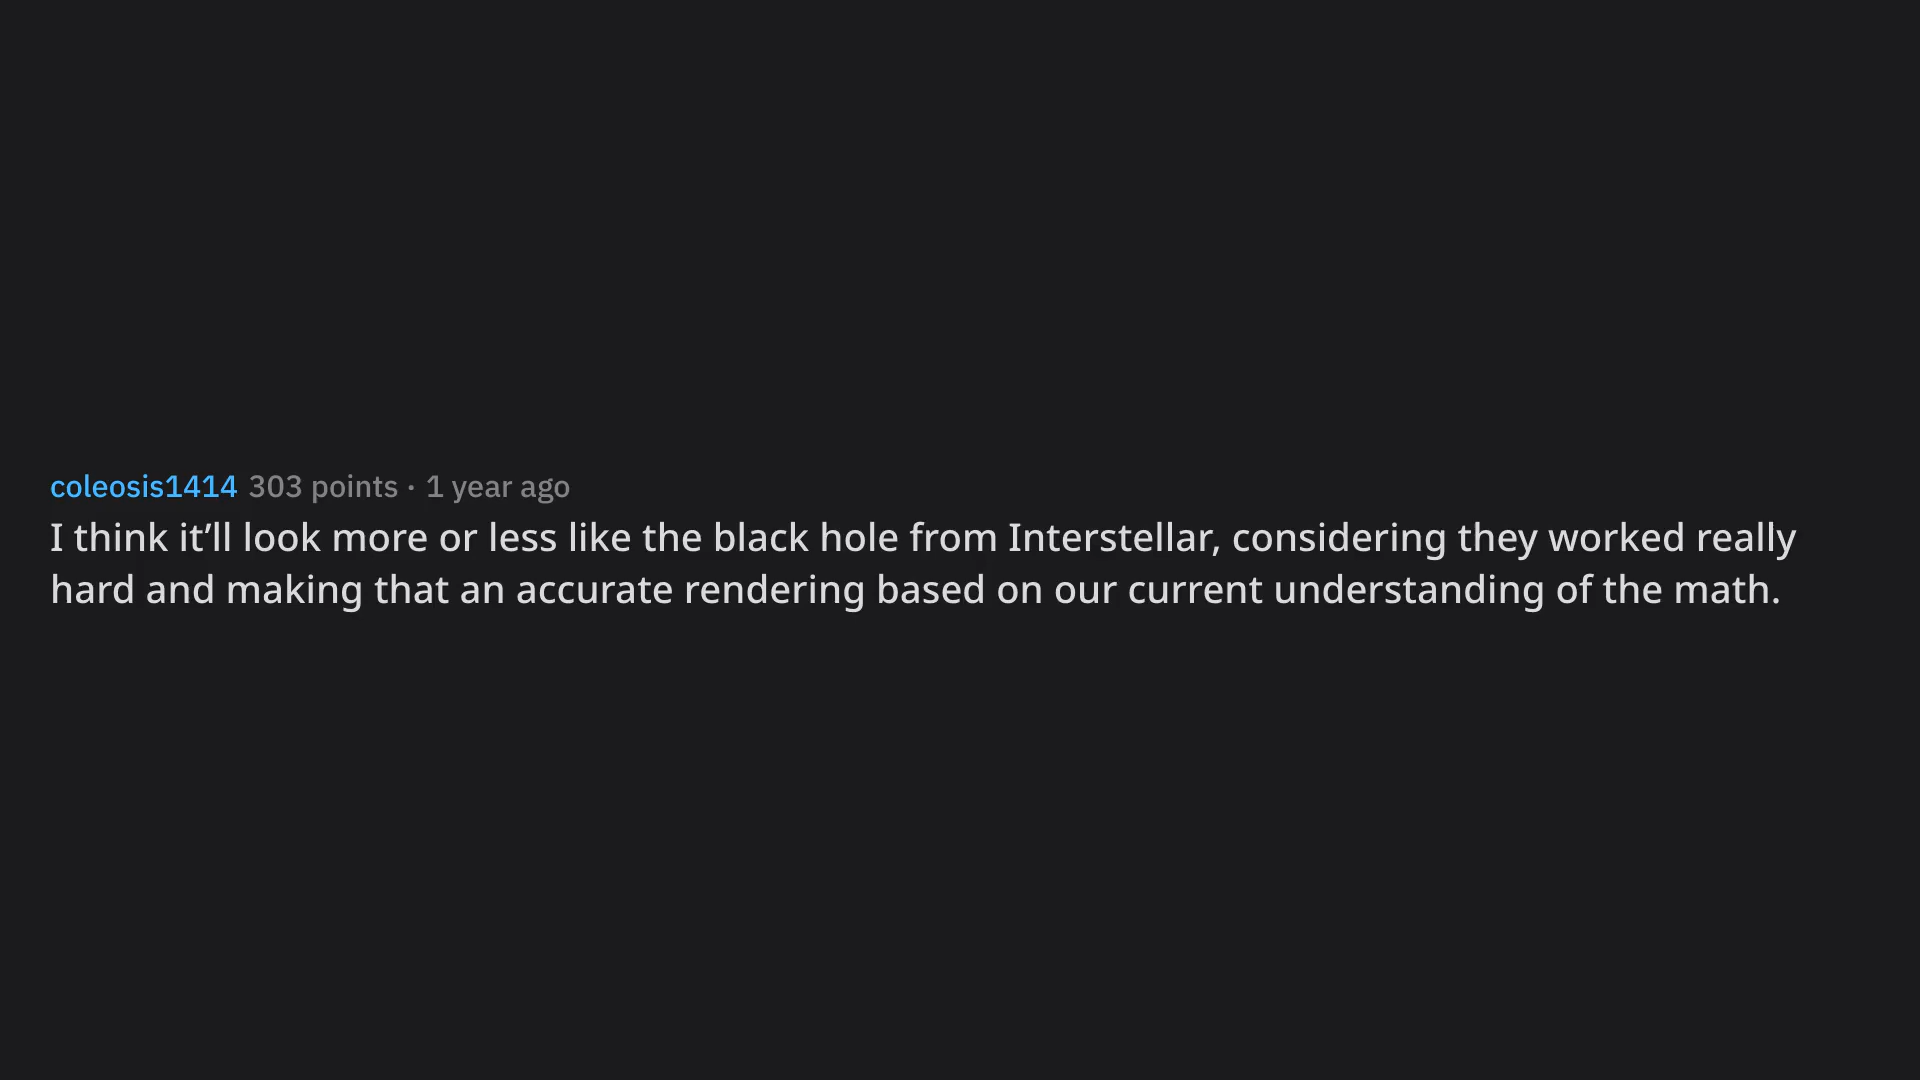 coleosis1414 303 points · 1 year ago
I think it’ll look more or less like the black hole from Interstellar, considering they worked really
hard and making that an accurate rendering based on our current understanding of the math.